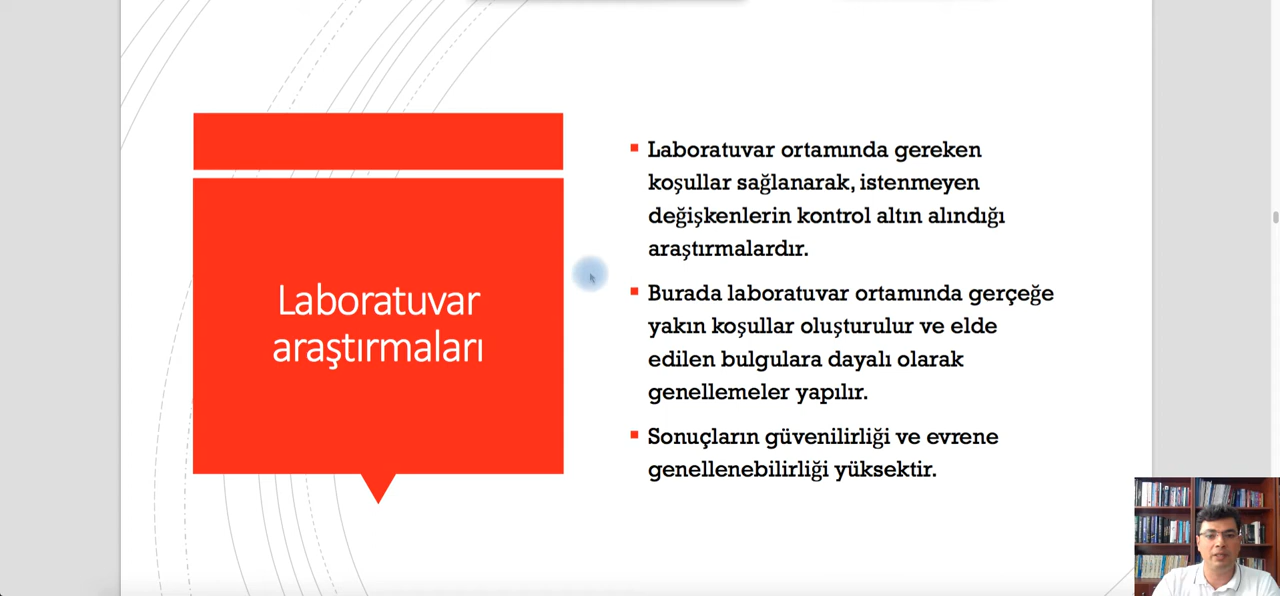 Laboratuvar
araştırmaları
Laboratuvar ortamında gereken
koşullar sağlanarak, istenmeyen
değişkenlerin kontrol altın alındığı
araştırmalardır.
Burada laboratuvar ortamında gerçeğe
yakın koşullar oluşturulur ve elde
edilen bulgulara dayalı olarak
genellemeler yapılır.
Sonuçların güvenilirliği ve evrene
genellenebilirliği yüksektir.